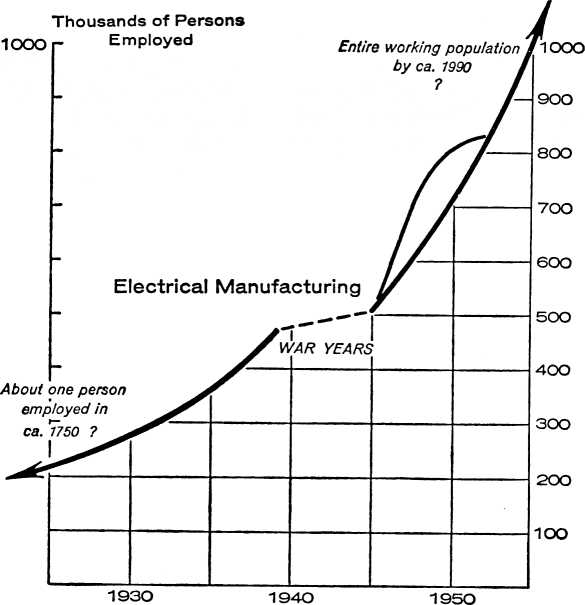 Thousands of Persons
Employed
1000
Entire working population
by ca. 1990
?
1000
900
800
700
600
Electrical Manufacturing
500
WAR YEARS
400
About one person
employed in
ca. 1750 ?
300
200
100
1930
1940
1950